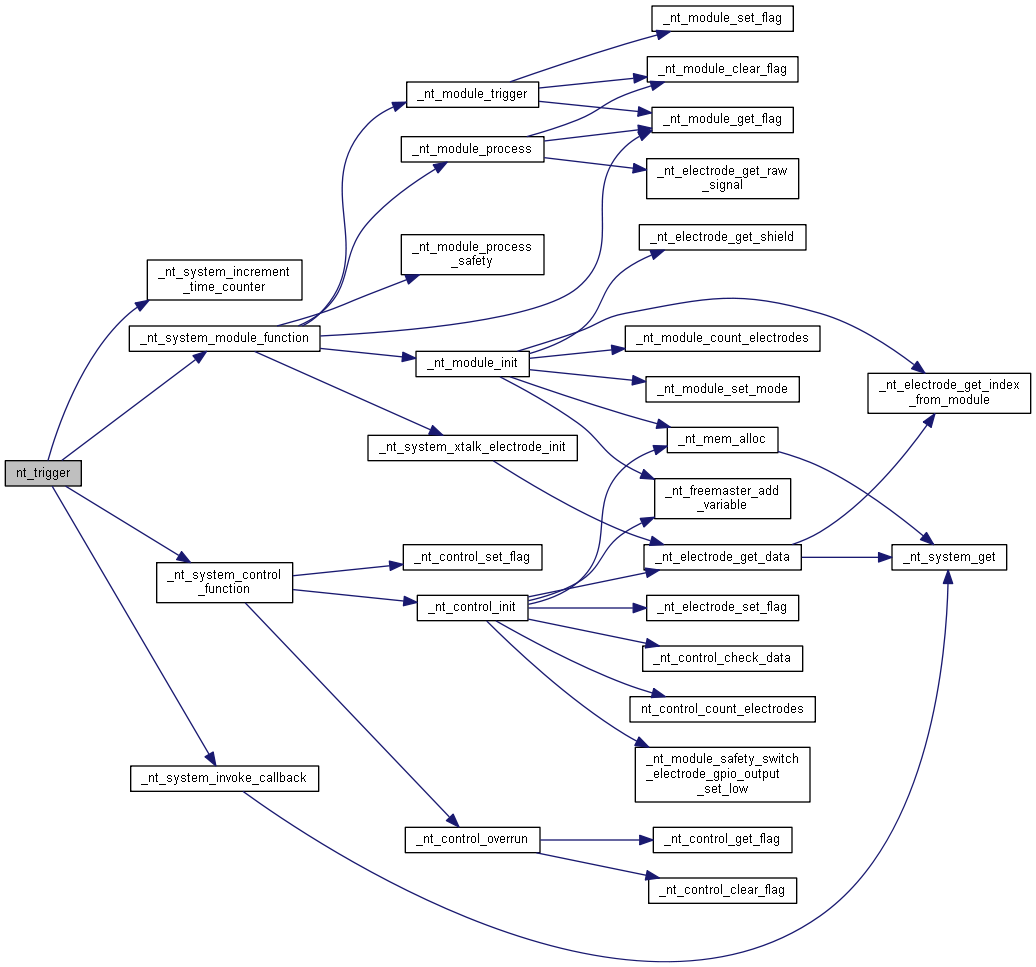 _nt_module_set_flag
_nt_module_clear_flag
_nt_module_trigger
_nt_module_get_flag
_nt_module_process
_nt_electrode_get_raw
_signal
_nt_electrode_get_shield
_nt_module_process
_safety
_nt_system_increment
_time_counter
_nt_system_module_function
_nt_module_count_electrodes
_nt_module_init
_nt_module_set_mode
_nt_electrode_get_index
_from_module
_nt_mem_alloc
_nt_system_xtalk_electrode_init
nt_trigger
_nt_freemaster_add
_variable
_nt_control_set_flag
_nt_electrode_get_data
_nt_system_get
_nt_system_control
_function
_nt_control_init
_nt_electrode_set_flag
_nt_control_check_data
nt_control_count_electrodes
_nt_module_safety_switch
_electrode_gpio_output
_set_low
_nt_system_invoke_callback
_nt_control_overrun
_nt_control_get_flag
_nt_control_clear_flag